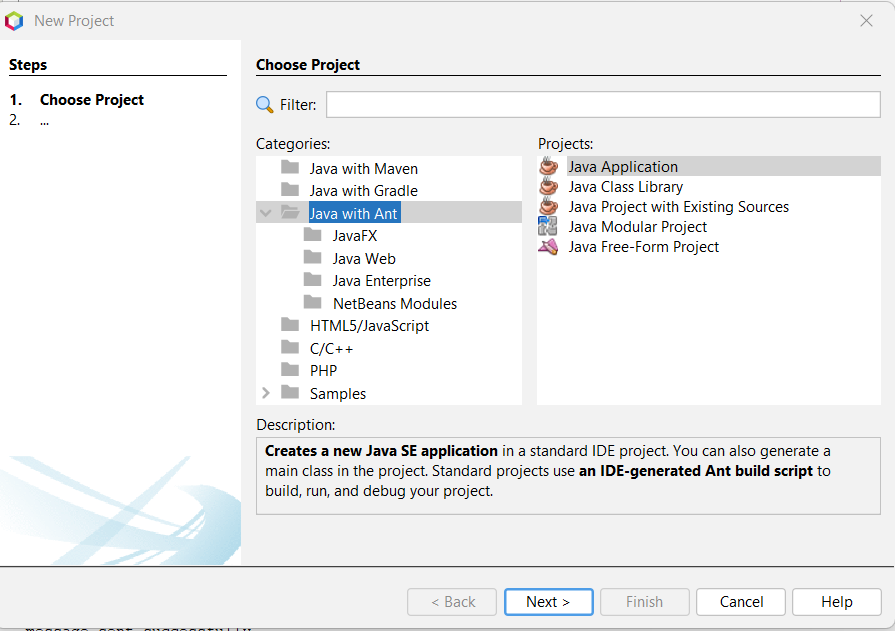 New Project
Steps
1. Choose Project
2. ...
Choose Project
Filter:
Categories:
Java with Maven
Java with Gradle
Java with Ant
JavaFX
Java Web
Java Enterprise
NetBeans Modules
HTML5/JavaScript
C/C++
PHP
Samples
Projects:
Java Application
Java Class Library
Java Project with Existing Sources
Java Modular Project
Java Free-Form Project
Description:
Creates a new Java SE application in a standard IDE project. You can also generate a
main class in the project. Standard projects use an IDE-generated Ant build script to
build, run, and debug your project.
< Back
Next >
Finish
Cancel
Help